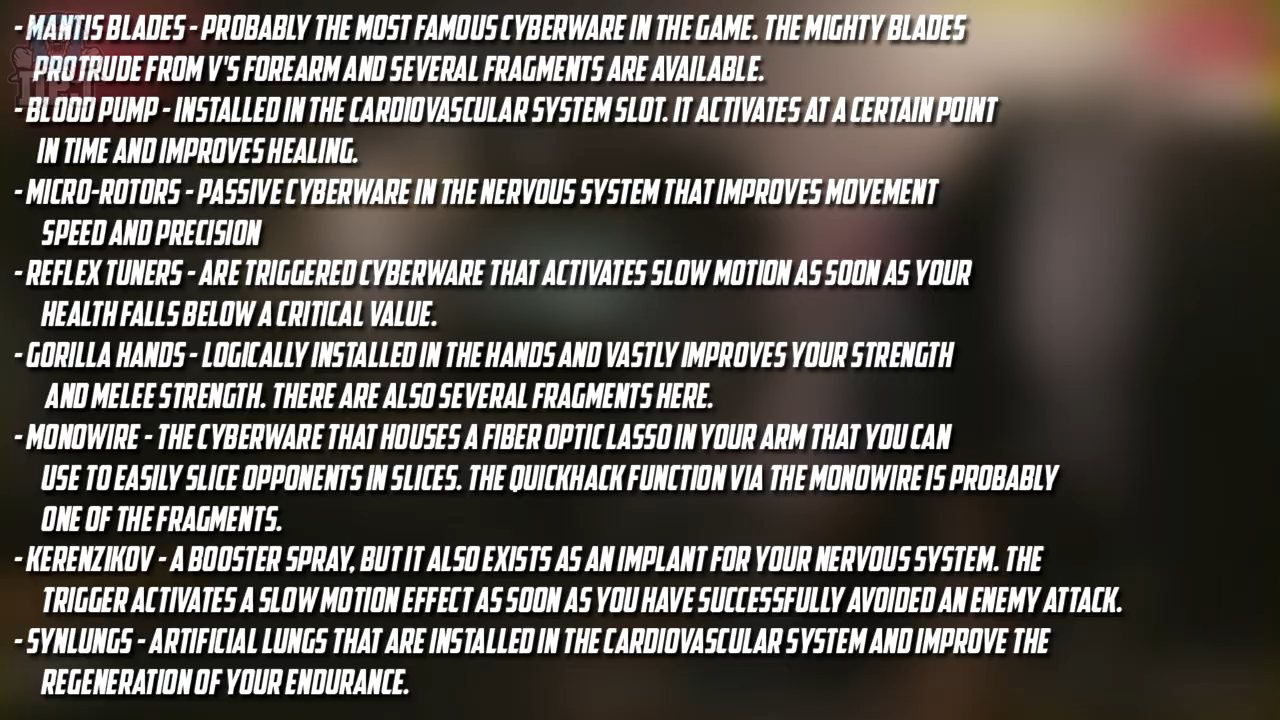 - MANTIS BLADES - PROBABLY THE MOST FAMOUS CYBERWARE IN THE GAME. THE MIGHTY BLADES
PROTRUDE FROM V'S FOREARM AND SEVERAL FRAGMENTS ARE AVAILABLE.
- BLOOD PUMP - INSTALLED IN THE CARDIOVASCULAR SYSTEM SLOT. IT ACTIVATES AT A CERTAIN POINT
IN TIME AND IMPROVES HEALING.
- MICRO-ROTORS - PASSIVE CYBERWARE IN THE NERVOUS SYSTEM THAT IMPROVES MOVEMENT
SPEED AND PRECISION
- REFLEX TUNERS - ARE TRIGGERED CYBERWARE THAT ACTIVATES SLOW MOTION AS SOON AS YOUR
HEALTH FALLS BELOW A CRITICAL VALUE.
- GORILLA HANDS - LOGICALLY INSTALLED IN THE HANDS AND VASTLY IMPROVES YOUR STRENGTH
AND MELEE STRENGTH. THERE ARE ALSO SEVERAL FRAGMENTS HERE.
- MONOWIRE - THE CYBERWARE THAT HOUSES A FIBER OPTIC LASSO IN YOUR ARM THAT YOU CAN
USE TO EASILY SLICE OPPONENTS IN SLICES. THE QUICKHACK FUNCTION VIA THE MONOWIRE IS PROBABLY
ONE OF THE FRAGMENTS.
- KERENZIKOV - A BOOSTER SPRAY, BUT IT ALSO EXISTS AS AN IMPLANT FOR YOUR NERVOUS SYSTEM. THE
TRIGGER ACTIVATES A SLOW MOTION EFFECT AS SOON AS YOU HAVE SUCCESSFULLY AVOIDED AN ENEMY ATTACK.
- SYNLUNGS - ARTIFICIAL LUNGS THAT ARE INSTALLED IN THE CARDIOVASCULAR SYSTEM AND IMPROVE THE
REGENERATION OF YOUR ENDURANCE.